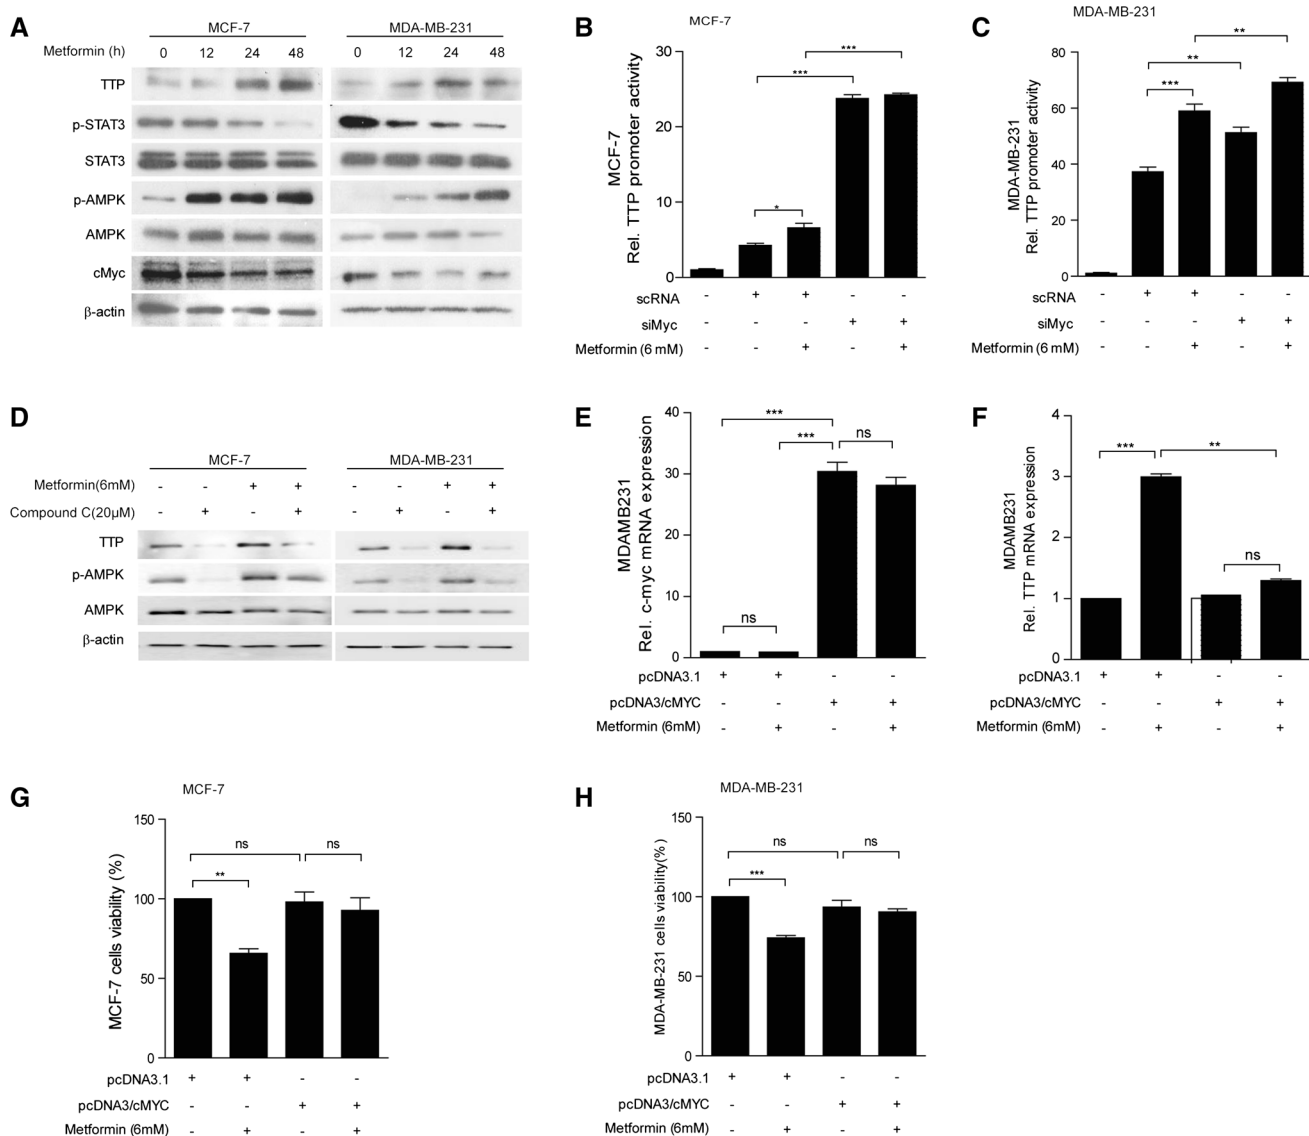 A
MCF-7 MDA-MB-231
Metformin (h) 0 12 24 48 0 12 24 48
TTP
p-STAT3
STAT3
p-AMPK
AMPK
cMyc
β-actin
B
MCF-7
MCF-7
Rel. TTP promoter activity
30
20
10
0
***
***
*
scRNA - + + - -
siMyc - - - + +
Metformin (6 mM) - - + - +
C
MDA-MB-231
MDA-MB-231
Rel. TTP promoter activity
80
60
40
20
0
**
**
***
scRNA - + + - -
siMyc - - - + +
Metformin (6 mM) - - + - +
D
MCF-7 MDA-MB-231
Metformin(6mM) - - + + - - + +
Compound C(20µM) - + - + - + - +
TTP
p-AMPK
AMPK
β-actin
E
MDAMB231
Rel. c-myc mRNA expression
40
30
20
10
0
***
*** ns
ns
pcDNA3.1 + + - -
pcDNA3/cMYC - - + +
Metformin (6mM) - + - +
F
MDAMB231
Rel. TTP mRNA expression
4
3
2
1
0
*** **
ns
pcDNA3.1 + + - -
pcDNA3/cMYC - - + +
Metformin (6mM) - + - +
G
MCF-7
MCF-7 cells viability (%)
150
100
50
0
ns ns
**
pcDNA3.1 + + - -
pcDNA3/cMYC - - + +
Metformin (6mM) - + - +
H
MDA-MB-231
MDA-MB-231 cells viability(%)
150
100
50
0
ns ns
***
pcDNA3.1 + + - -
pcDNA3/cMYC - - + +
Metformin (6mM) - + - +